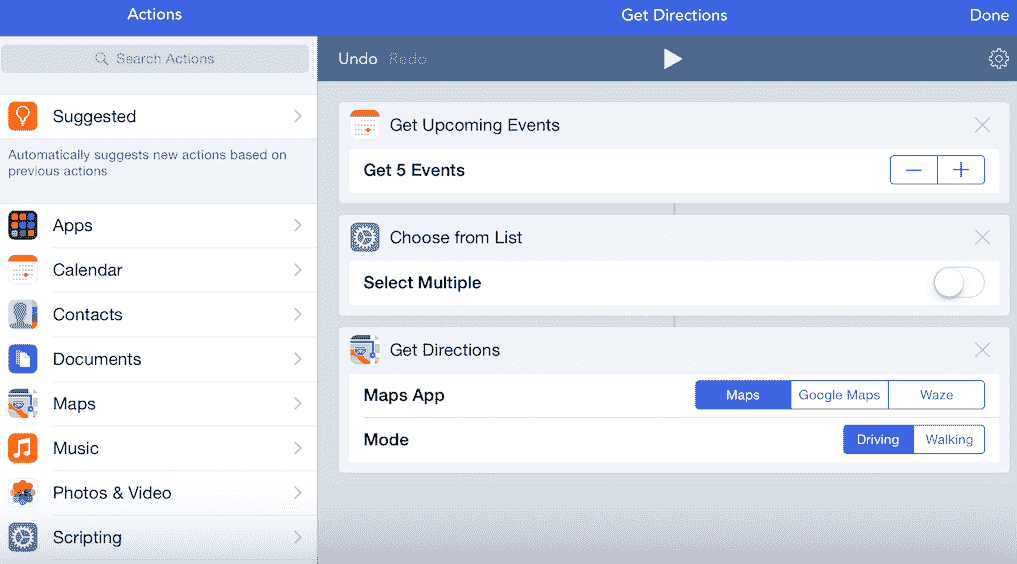 Actions
Get Directions
Done
Search Actions
Undo
Redo
Suggested
Automatically suggests new actions based on
previous actions
Apps
Calendar
Contacts
Documents
Maps
Music
Photos & Video
Scripting
Get Upcoming Events
Get 5 Events
Choose from List
Select Multiple
Get Directions
Maps App
Maps
Google Maps
Waze
Mode
Driving
Walking